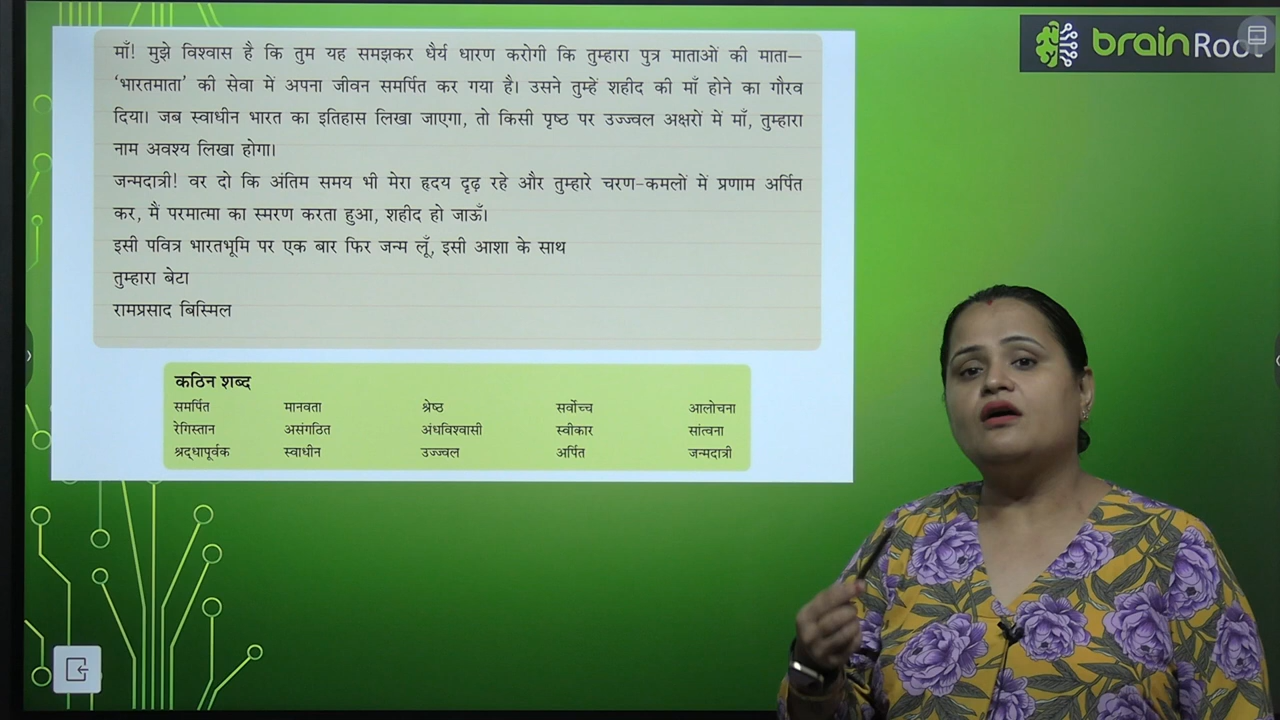 brainRoot
माँ! मुझे विश्वास है कि तुम यह समझकर धैर्य धारण करोगी कि तुम्हारा पुत्र माताओं की माता—
‘भारतमाता’ की सेवा में अपना जीवन समर्पित कर गया है। उसने तुम्हें शहीद की माँ होने का गौरव
दिया। जब स्वाधीन भारत का इतिहास लिखा जाएगा, तो किसी पृष्ठ पर उज्ज्वल अक्षरों में माँ, तुम्हारा
नाम अवश्य लिखा होगा।
जन्मदात्री! वर दो कि अंतिम समय भी मेरा हृदय दृढ़ रहे और तुम्हारे चरण-कमलों में प्रणाम अर्पित
कर, मैं परमात्मा का स्मरण करता हुआ, शहीद हो जाऊँ।
इसी पवित्र भारतभूमि पर एक बार फिर जन्म लूँ, इसी आशा के साथ
तुम्हारा बेटा
रामप्रसाद बिस्मिल
कठिन शब्द
समर्पित मानवता श्रेष्ठ सर्वोच्च आलोचना
रेगिस्तान असंगठित अंधविश्वासी स्वीकार सांत्वना
श्रद्धापूर्वक स्वाधीन उज्ज्वल अर्पित जन्मदात्री